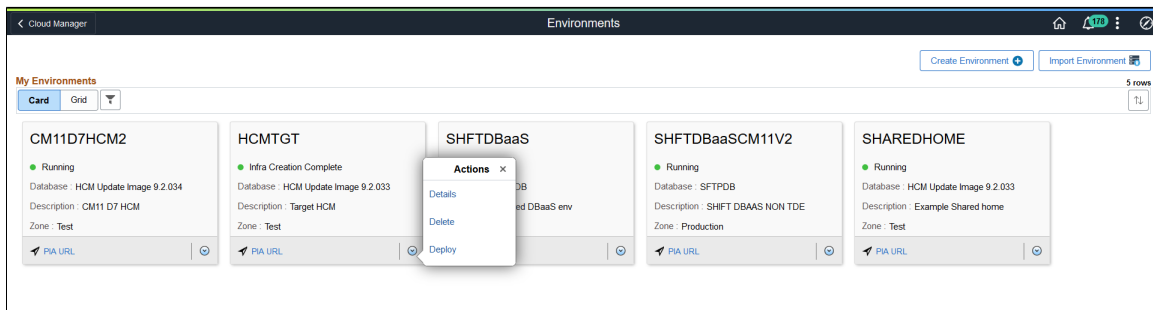 Cloud Manager
Environments
178
Create Environment
Import Environment
My Environments
5 rows
Card
Grid
CM11D7HCM2
Running
Database : HCM Update Image 9.2.034
Description : CM11 D7 HCM
Zone : Test
PIA URL
HCMTGT
Infra Creation Complete
Database : HCM Update Image 9.2.033
Description : Target HCM
Zone : Test
PIA URL
Actions ×
Details
Delete
Deploy
SHFTDBaaS
DB
ed DBaaS env
SHFTDBaaSCM11V2
Running
Database : SFTPDB
Description : SHIFT DBAAS NON TDE
Zone : Production
PIA URL
SHAREDHOME
Running
Database : HCM Update Image 9.2.033
Description : Example Shared home
Zone : Test
PIA URL